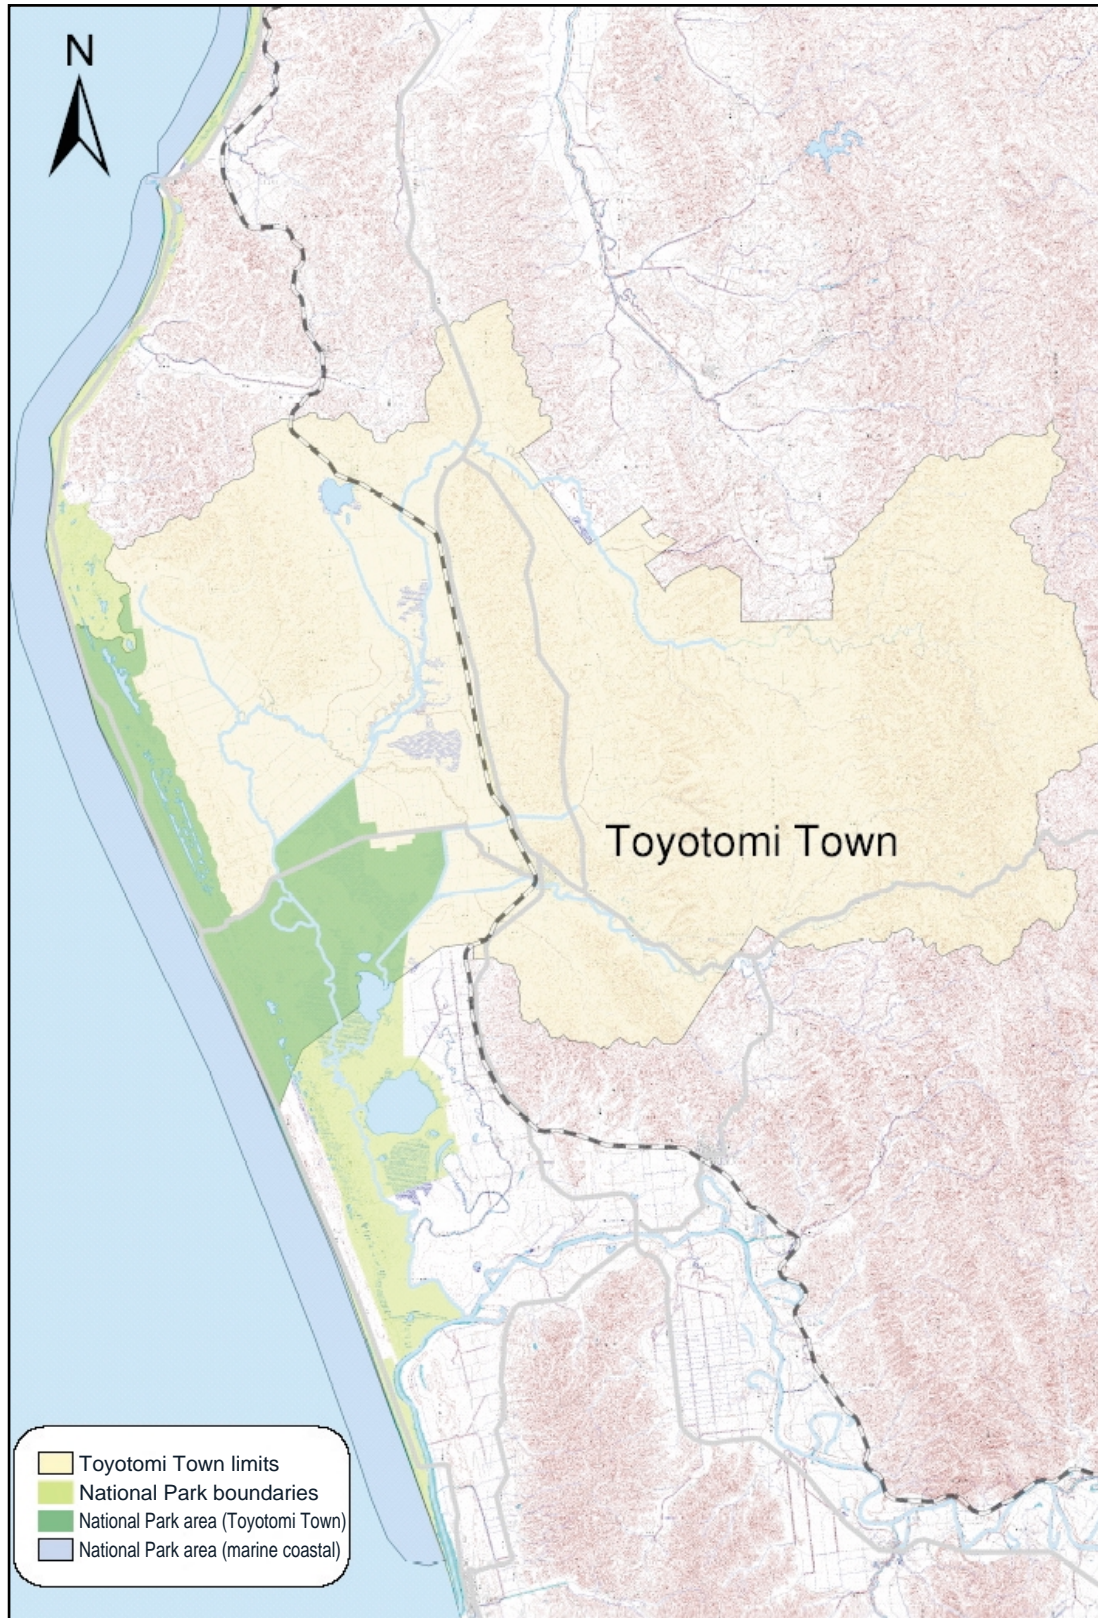 N
Toyotomi Town
Toyotomi Town limits
National Park boundaries
National Park area (Toyotomi Town)
National Park area (marine coastal)